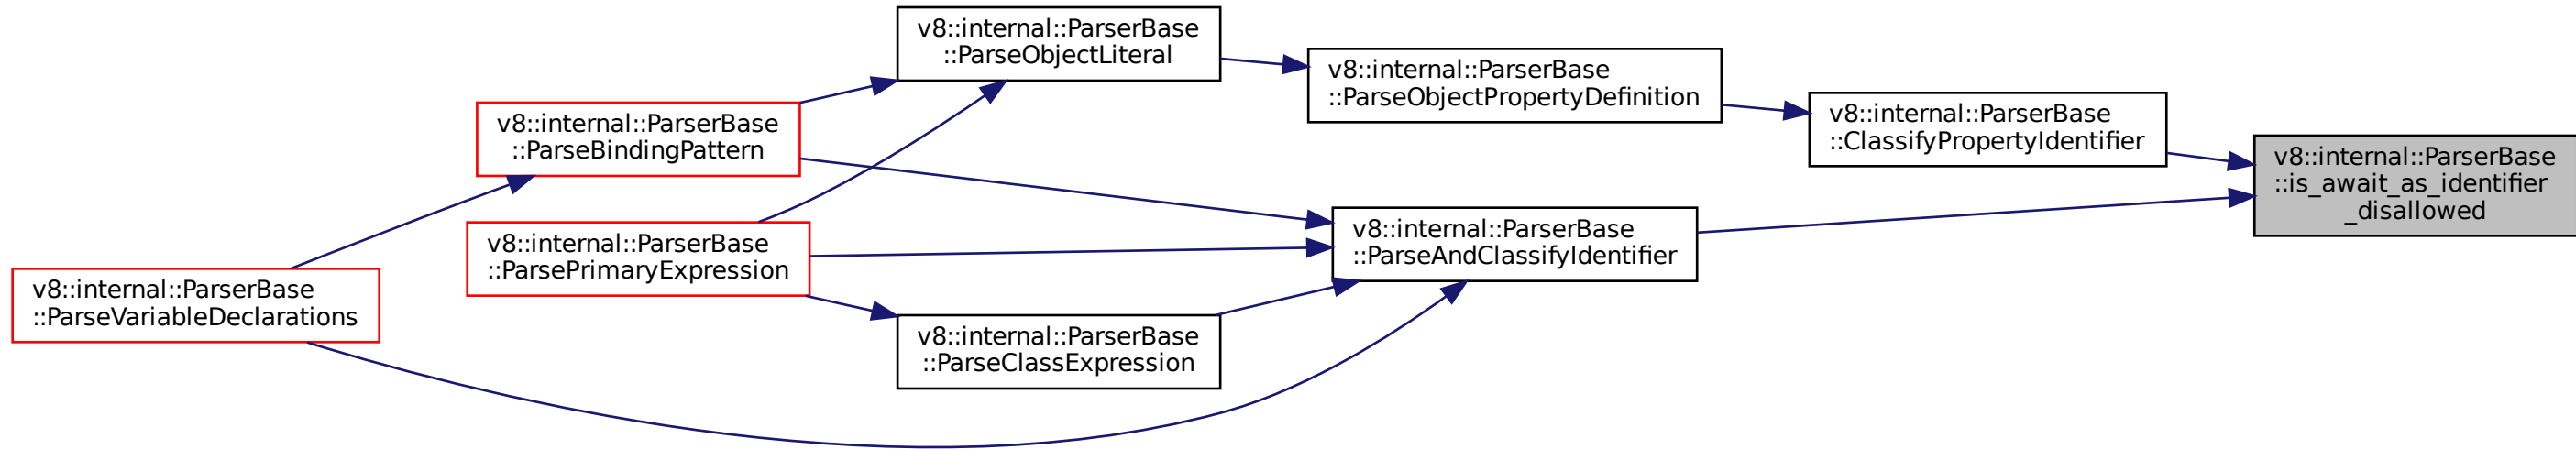 v8::internal::ParserBase
::ParseObjectLiteral
v8::internal::ParserBase
::ParseObjectPropertyDefinition
v8::internal::ParserBase
::ClassifyPropertyIdentifier
v8::internal::ParserBase
::is_await_as_identifier
_disallowed
v8::internal::ParserBase
::ParseBindingPattern
v8::internal::ParserBase
::ParsePrimaryExpression
v8::internal::ParserBase
::ParseAndClassifyIdentifier
v8::internal::ParserBase
::ParseVariableDeclarations
v8::internal::ParserBase
::ParseClassExpression